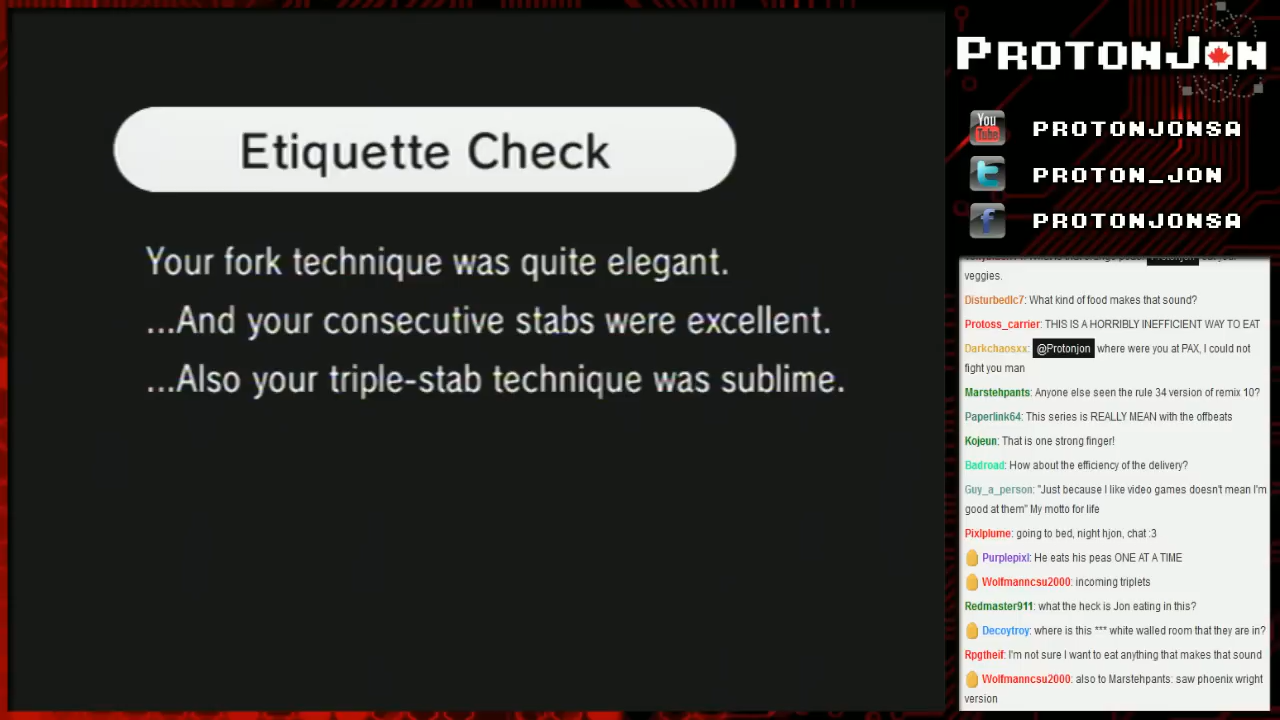 Etiquette Check
Your fork technique was quite elegant.
...And your consecutive stabs were excellent.
...Also your triple-stab technique was sublime.
PROTONJON
You Tube PROTONJONSA
PROTON_JON
PROTONJONSA
veggies.
Disturbedlc7: What kind of food makes that sound?
Protoss_carrier: THIS IS A HORRIBLY INEFFICIENT WAY TO EAT
Darkchaosxx: @Protonjon where were you at PAX, I could not
fight you man
Marstehpants: Anyone else seen the rule 34 version of remix 10?
Paperlink64: This series is REALLY MEAN with the offbeats
Kojeun: That is one strong finger!
Badroad: How about the efficiency of the delivery?
Guy_a_person: "Just because I like video games doesn't mean I'm
good at them" My motto for life
Pixlplume: going to bed, night hjon, chat :3
Purplepixl: He eats his peas ONE AT A TIME
Wolfmanncsu2000: incoming triplets
Redmaster911: what the heck is Jon eating in this?
Decoytroy: where is this *** white walled room that they are in?
Rpgtheif: I'm not sure I want to eat anything that makes that sound
Wolfmanncsu2000: also to Marstehpants: saw phoenix wright
version